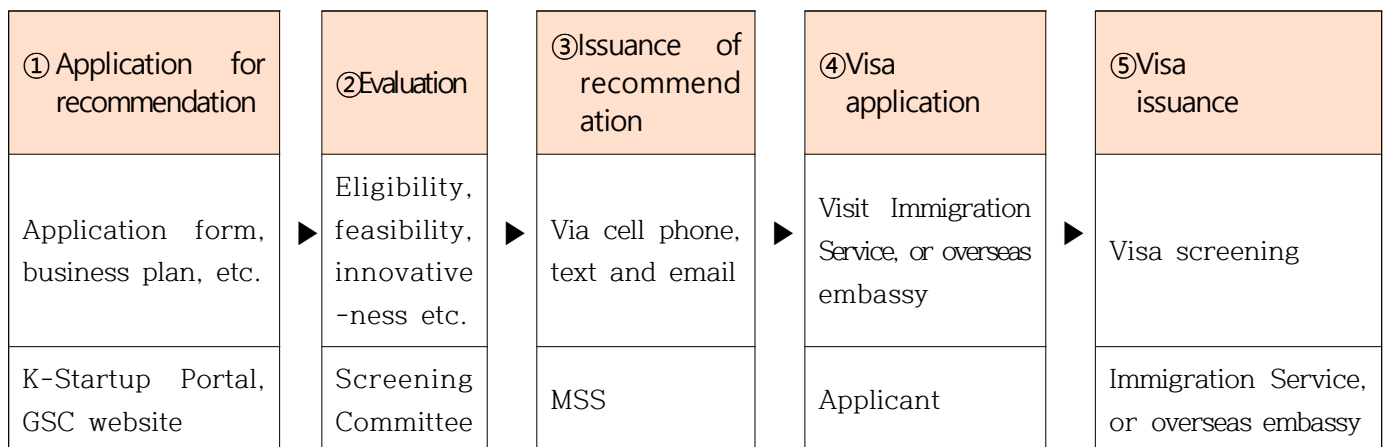 ① Application for
recommendation
Application form,
business plan, etc.
K-Startup Portal,
GSC website
▶
②Evaluation
Eligibility,
feasibility,
innovative
-ness etc.
Screening
Committee
▶
③Issuance of
recommend
ation
Via cell phone,
text and email
MSS
▶
④Visa
application
Visit Immigration
Service, or overseas
embassy
Applicant
▶
⑤Visa
issuance
Visa screening
Immigration Service,
or overseas embassy